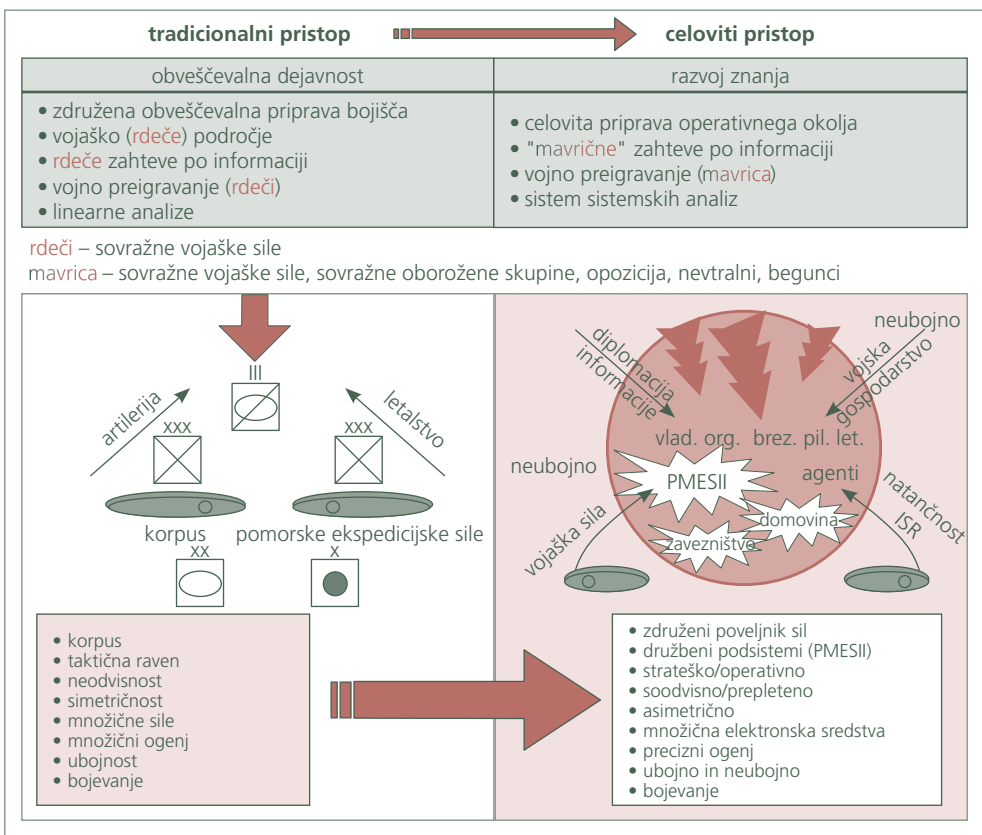 tradicionalni pristop
celoviti pristop
obveščevalna dejavnost
• združena obveščevalna priprava bojišča
• vojaško (rdeče) področje
• rdeče zahteve po informaciji
• vojno preigravanje (rdeči)
• linearne analize
razvoj znanja
• celovita priprava operativnega okolja
• "mavrične" zahteve po informaciji
• vojno preigravanje (mavrica)
• sistem sistemskih analiz
rdeči – sovražne vojaške sile
mavrica – sovražne vojaške sile, sovražne oborožene skupine, opozicija, nevtralni, begunci
III
artilerija
letalstvo
XXX
XXX
korpus
pomorske ekspedicijske sile
XX
X
• korpus
• taktična raven
• neodvisnost
• simetričnost
• množične sile
• množični ogenj
• ubojnost
• bojevanje
neubojno
diplomacija
informacije
vojska
gospodarstvo
vlad. org.
brez. pil. let.
neubojno
PMESII
agenti
domovina
zavezništvo
vojaška sila
natančnost
ISR
• združeni poveljnik sil
• družbeni podsistemi (PMESII)
• strateško/operativno
• soodvisno/prepleteno
• asimetrično
• množična elektronska sredstva
• precizni ogenj
• ubojno in neubojno
• bojevanje